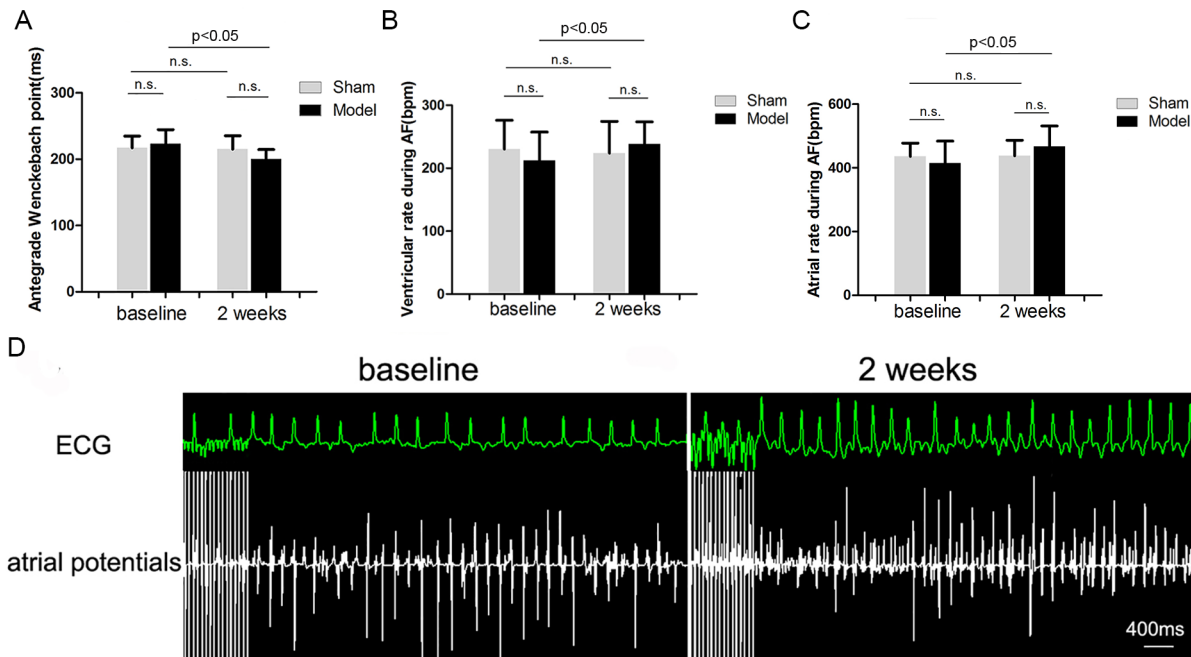 A
p<0.05
n.s.
n.s.
n.s.
Sham
Model
Antegrade Wenckebach point(ms)
300
200
100
0
baseline
2 weeks
B
p<0.05
n.s.
n.s.
n.s.
Sham
Model
Ventricular rate during AF(bpm)
300
200
100
0
baseline
2 weeks
C
p<0.05
n.s.
n.s.
n.s.
Sham
Model
Atrial rate during AF(bpm)
600
400
200
0
baseline
2 weeks
D
baseline
2 weeks
ECG
atrial potentials
400ms